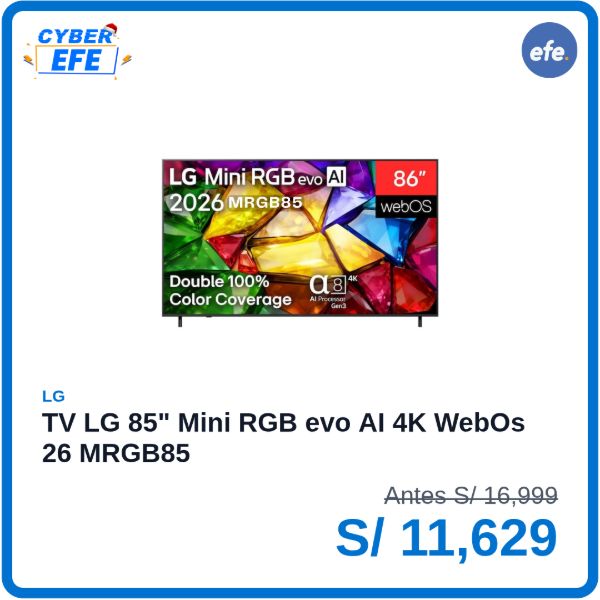 CYBER
EFE
efe.
LG Mini RGB evo AI
86”
2026 MRGB85
webOS
Double 100%
Color Coverage
α8 4K
AI Processor
Gen3
LG
TV LG 85" Mini RGB evo AI 4K WebOs
26 MRGB85
Antes S/ 16,999
S/ 11,629